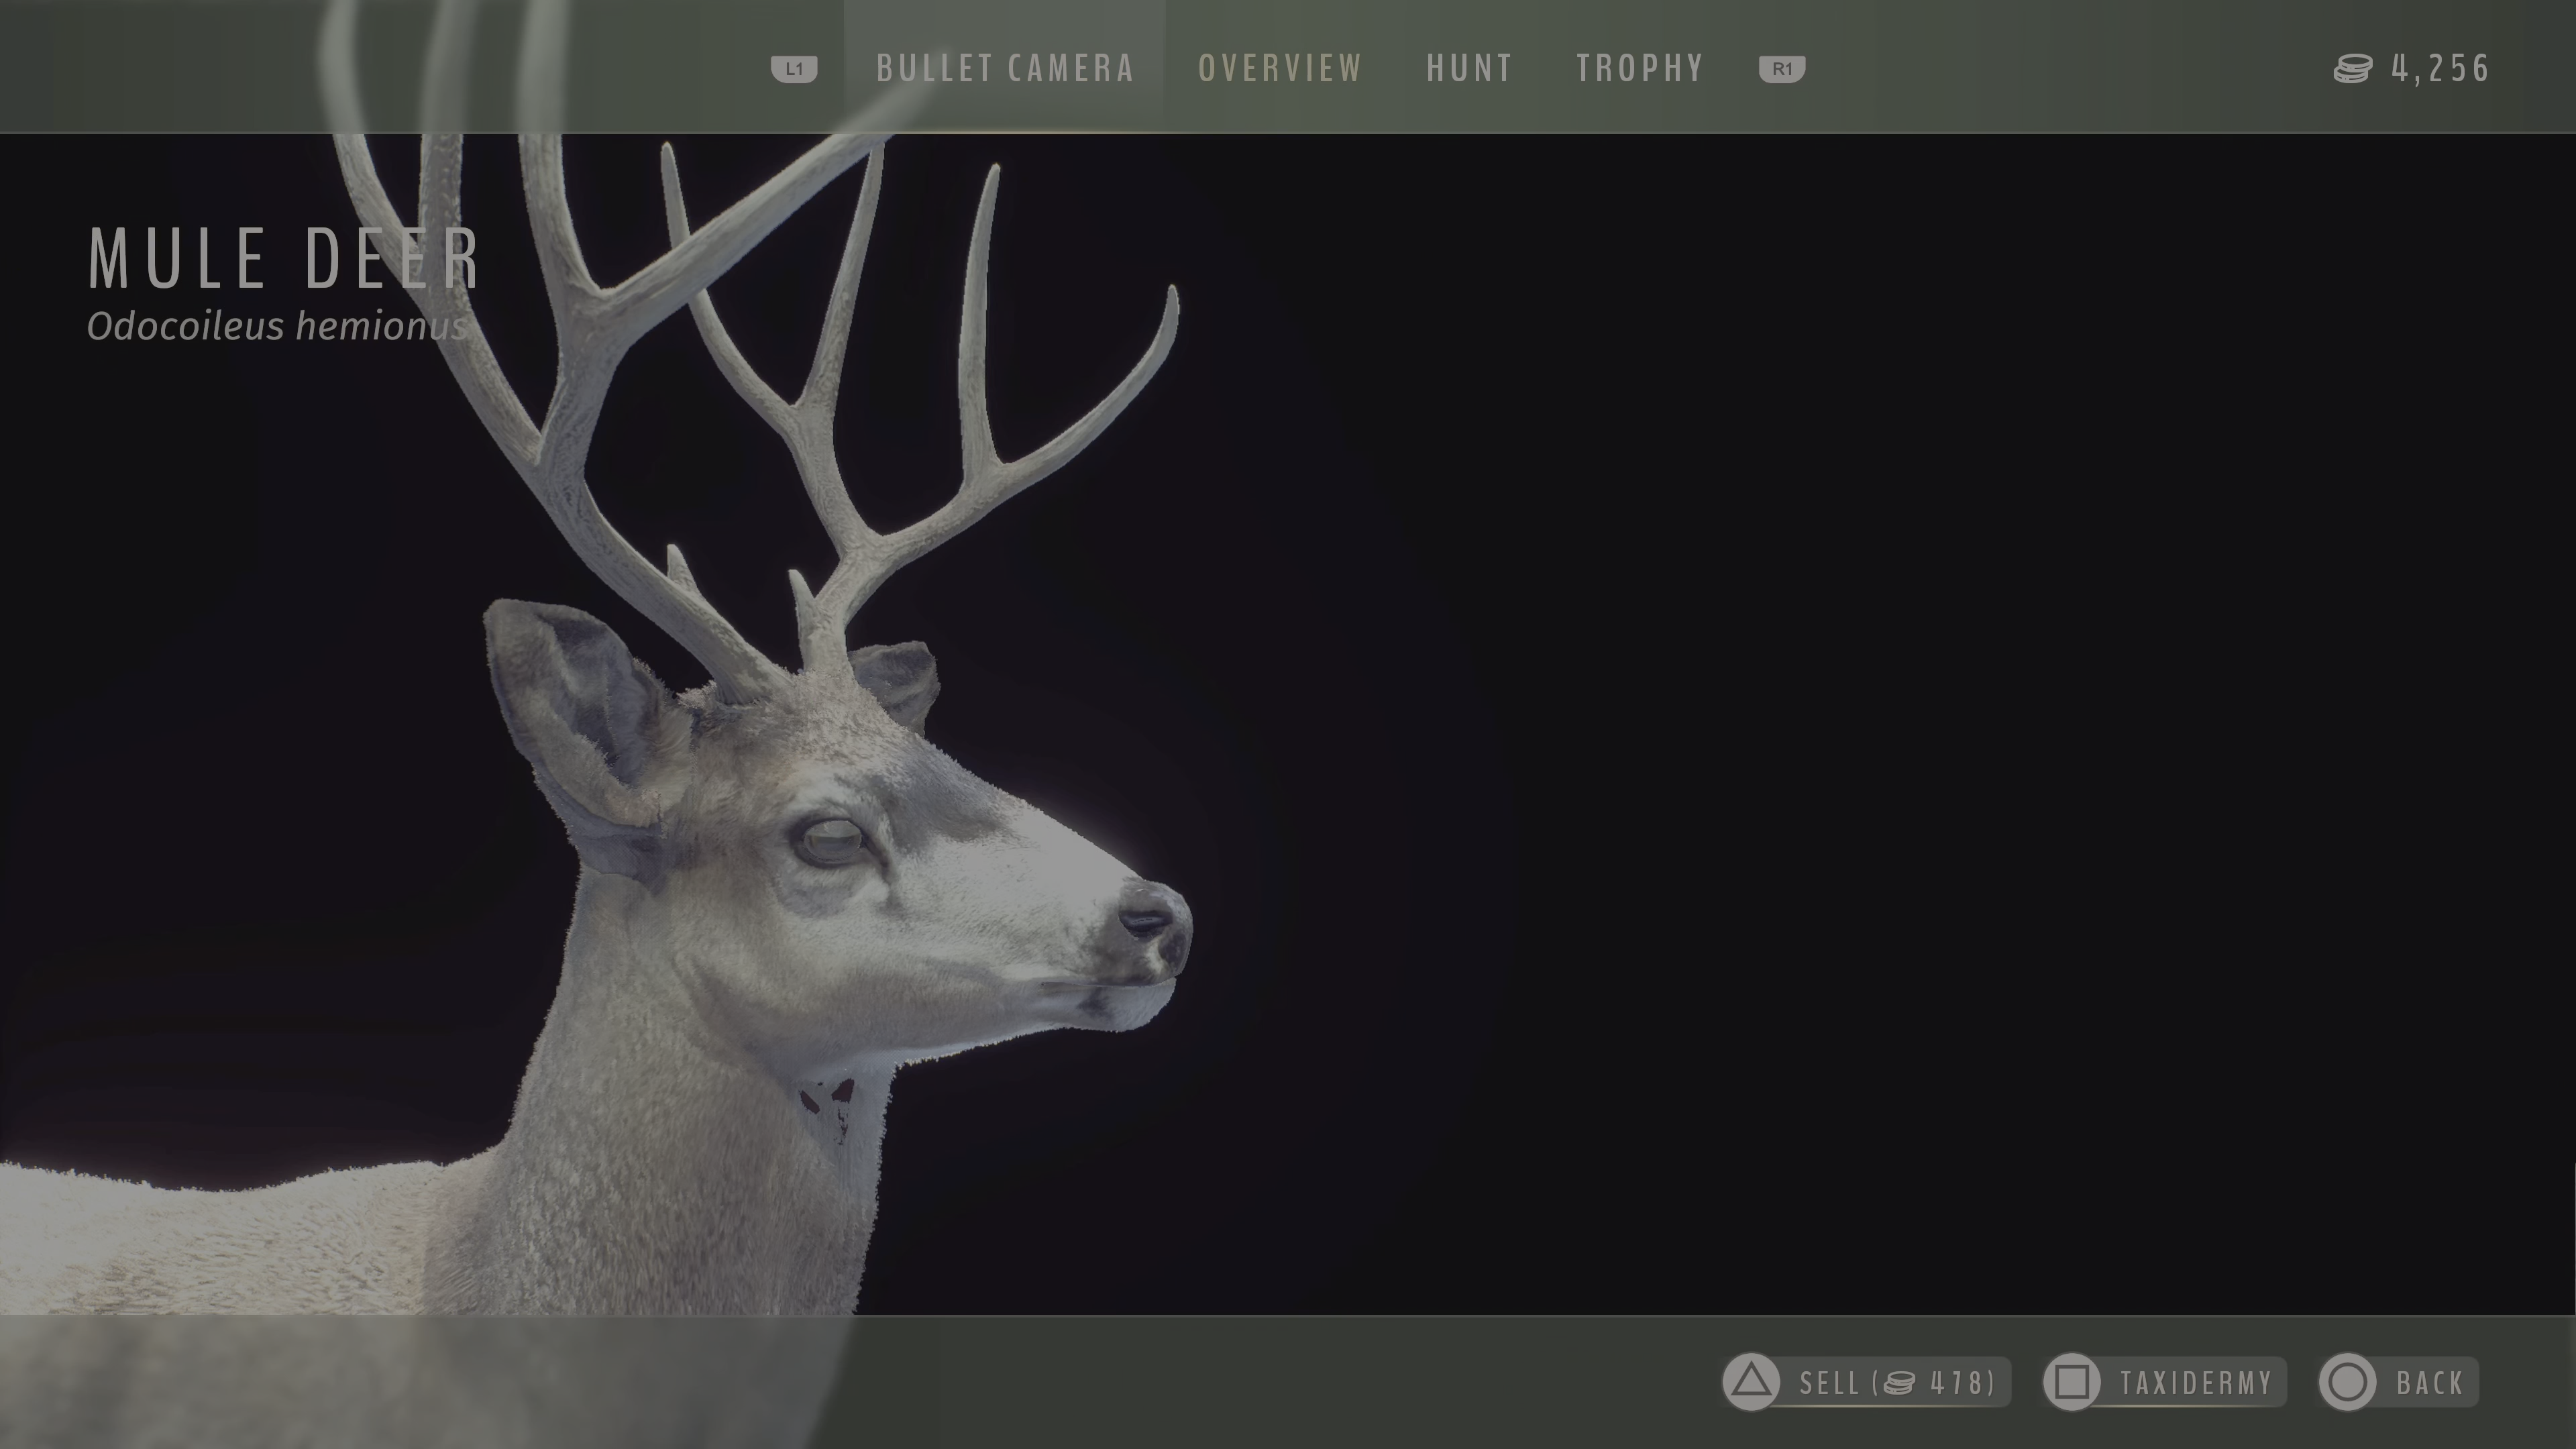 L1 BULLET CAMERA OVERVIEW HUNT TROPHY R1 4,256
MULE DEER
Odocoileus hemionus
SELL ( 478) TAXIDERMY BACK